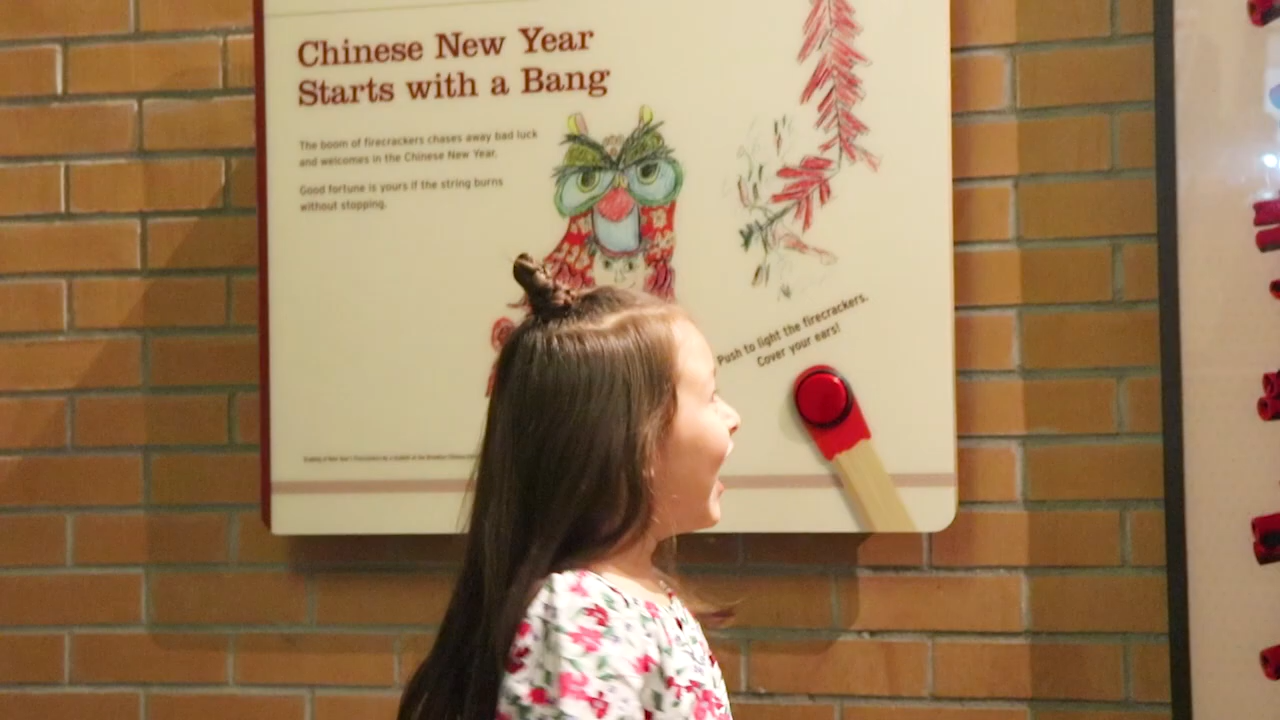 Chinese New Year
Starts with a Bang
The boom of firecrackers chases away bad luck
and welcomes in the Chinese New Year.
Good fortune is yours if the string burns
without stopping.
Push to light the firecrackers.
Cover your ears!